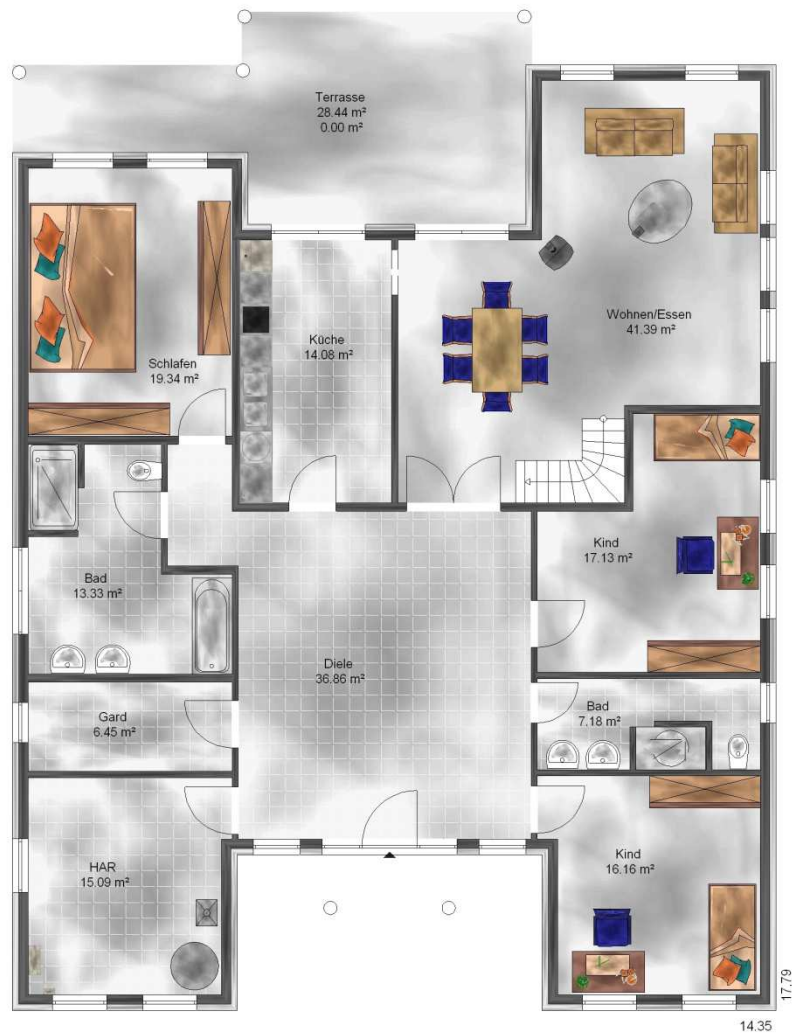 Terrasse
28.44 m²
0.00 m²
Wohnen/Essen
41.39 m²
Küche
14.08 m²
Schlafen
19.34 m²
Kind
17.13 m²
Bad
13.33 m²
Diele
36.86 m²
Bad
7.18 m²
Gard
6.45 m²
Kind
16.16 m²
HAR
15.09 m²
17.79
14.35